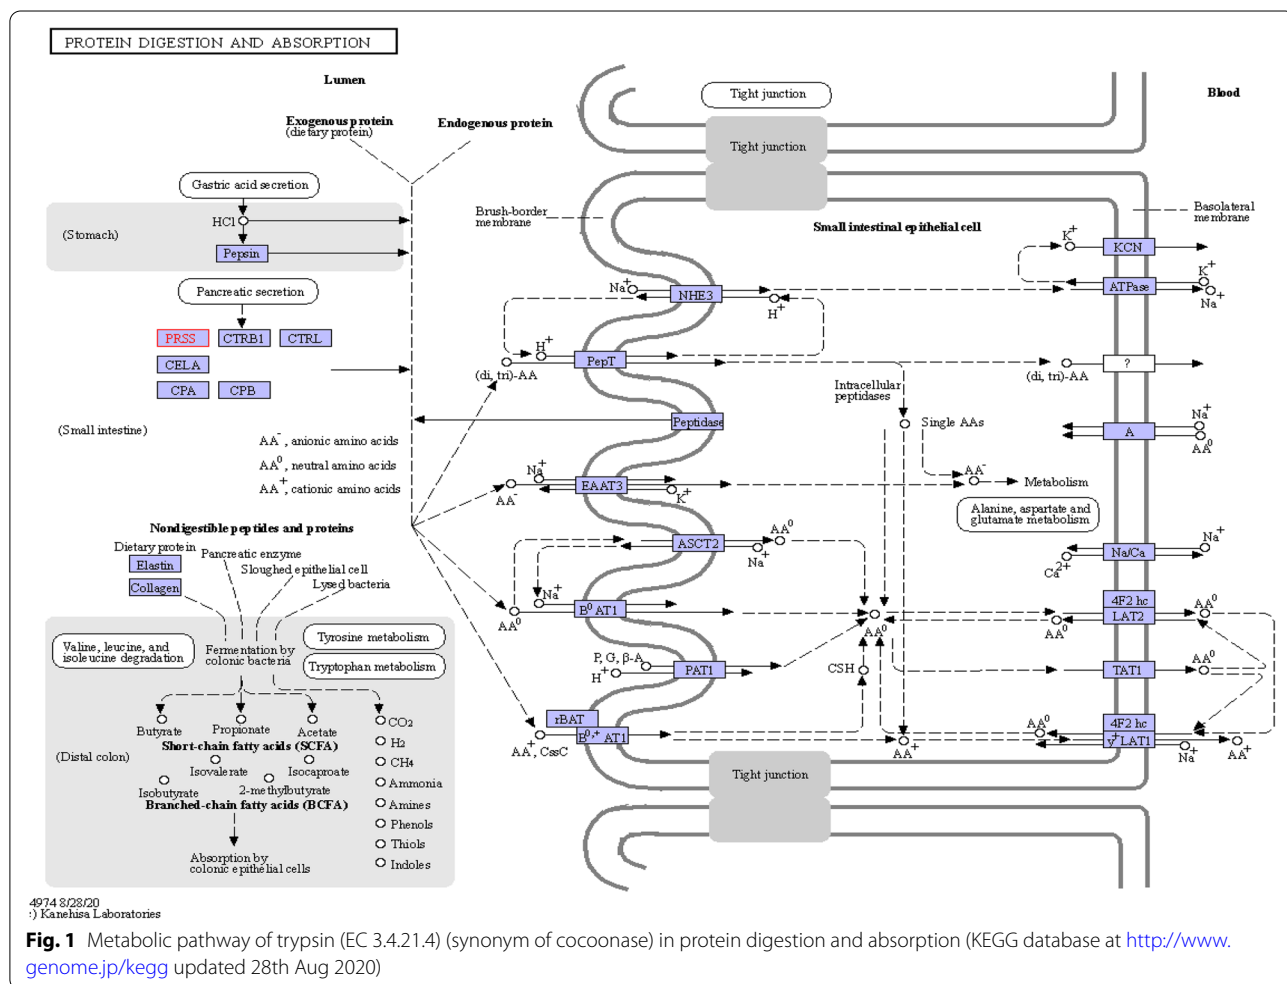 PROTEIN DIGESTION AND ABSORPTION
Lumen
Blood
Exogenous protein
(dietary protein)
Endogenous protein
Tight junction
Tight junction
Gastric acid secretion
HCl
(Stomach)
Pepsin
Pancreatic secretion
PRSS
CTRB1
CTRL
CELA
CPA
CPB
(Small intestine)
AA⁻, anionic amino acids
AA⁰, neutral amino acids
AA⁺, cationic amino acids
Brush-border
membrane
Small intestinal epithelial cell
Basolateral
membrane
K⁺
KCN
Na⁺
NHE3
H⁺
ATPase
K⁺
Na⁺
H⁺
PepT
(di, tri)-AA
Intracellular
peptidases
(di, tri)-AA
?
Peptidase
Single AAs
Na⁺
A
AA⁰
Na⁺
EAAT3
AA⁻
K⁺
AA⁻
Metabolism
Alanine, aspartate and
glutamate metabolism
ASCT2
AA⁰
Na⁺
Na/Ca
Na⁺
Ca²⁺
Na⁺
B⁰AT1
AA⁰
AA⁰
4F2 hc
LAT2
AA⁰
AA⁰
P, G, β-A
H⁺
PAT1
CSH
TAT1
AA⁰
rBAT
B⁰,⁺AT1
AA⁺, CssC
AA⁺
AA⁰
4F2 hc
y⁺LAT1
Na⁺
AA⁺
Tight junction
Nondigestible peptides and proteins
Dietary protein
Elastin
Collagen
Pancreatic enzyme
Sloughed epithelial cell
Lysed bacteria
Valine, leucine, and
isoleucine degradation
Fermentation by
colonic bacteria
Tyrosine metabolism
Tryptophan metabolism
Butyrate
Propionate
Acetate
Short-chain fatty acids (SCFA)
(Distal colon)
Isovalerate
Isocaproate
Isobutyrate
2-methylbutyrate
Branched-chain fatty acids (BCFA)
Absorption by
colonic epithelial cells
CO₂
H₂
CH₄
Ammonia
Amines
Phenols
Thiols
Indoles
4974 8/28/20
:) Kanehisa Laboratories
Fig. 1 Metabolic pathway of trypsin (EC 3.4.21.4) (synonym of cocoonase) in protein digestion and absorption (KEGG database at http://www.
genome.jp/kegg updated 28th Aug 2020)